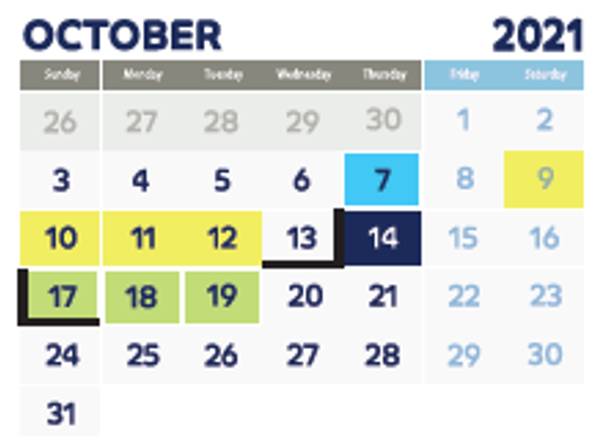 OCTOBER 2021
Sunday Monday Tuesday Wednesday Thursday Friday Saturday
26 27 28 29 30 1 2
3 4 5 6 7 8 9
10 11 12 13 14 15 16
17 18 19 20 21 22 23
24 25 26 27 28 29 30
31